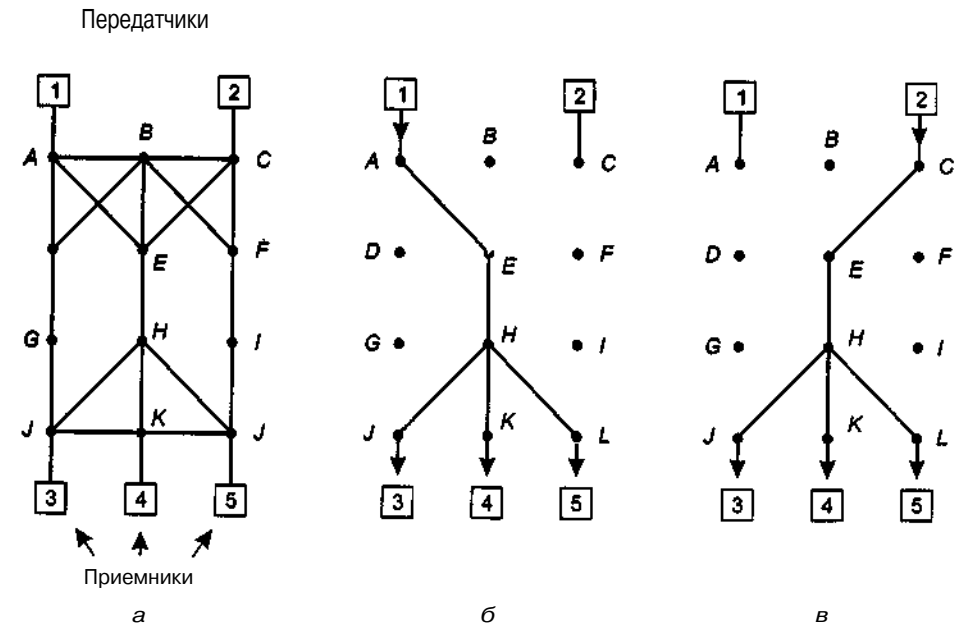 Передатчики
1 2 1 2 1 2
B
A C
B
A C
B
A C
E F
D E F
D E F
G H I
G H I
G H I
J K J
J K L
J K L
3 4 5 3 4 5 3 4 5
Приемники
а б в